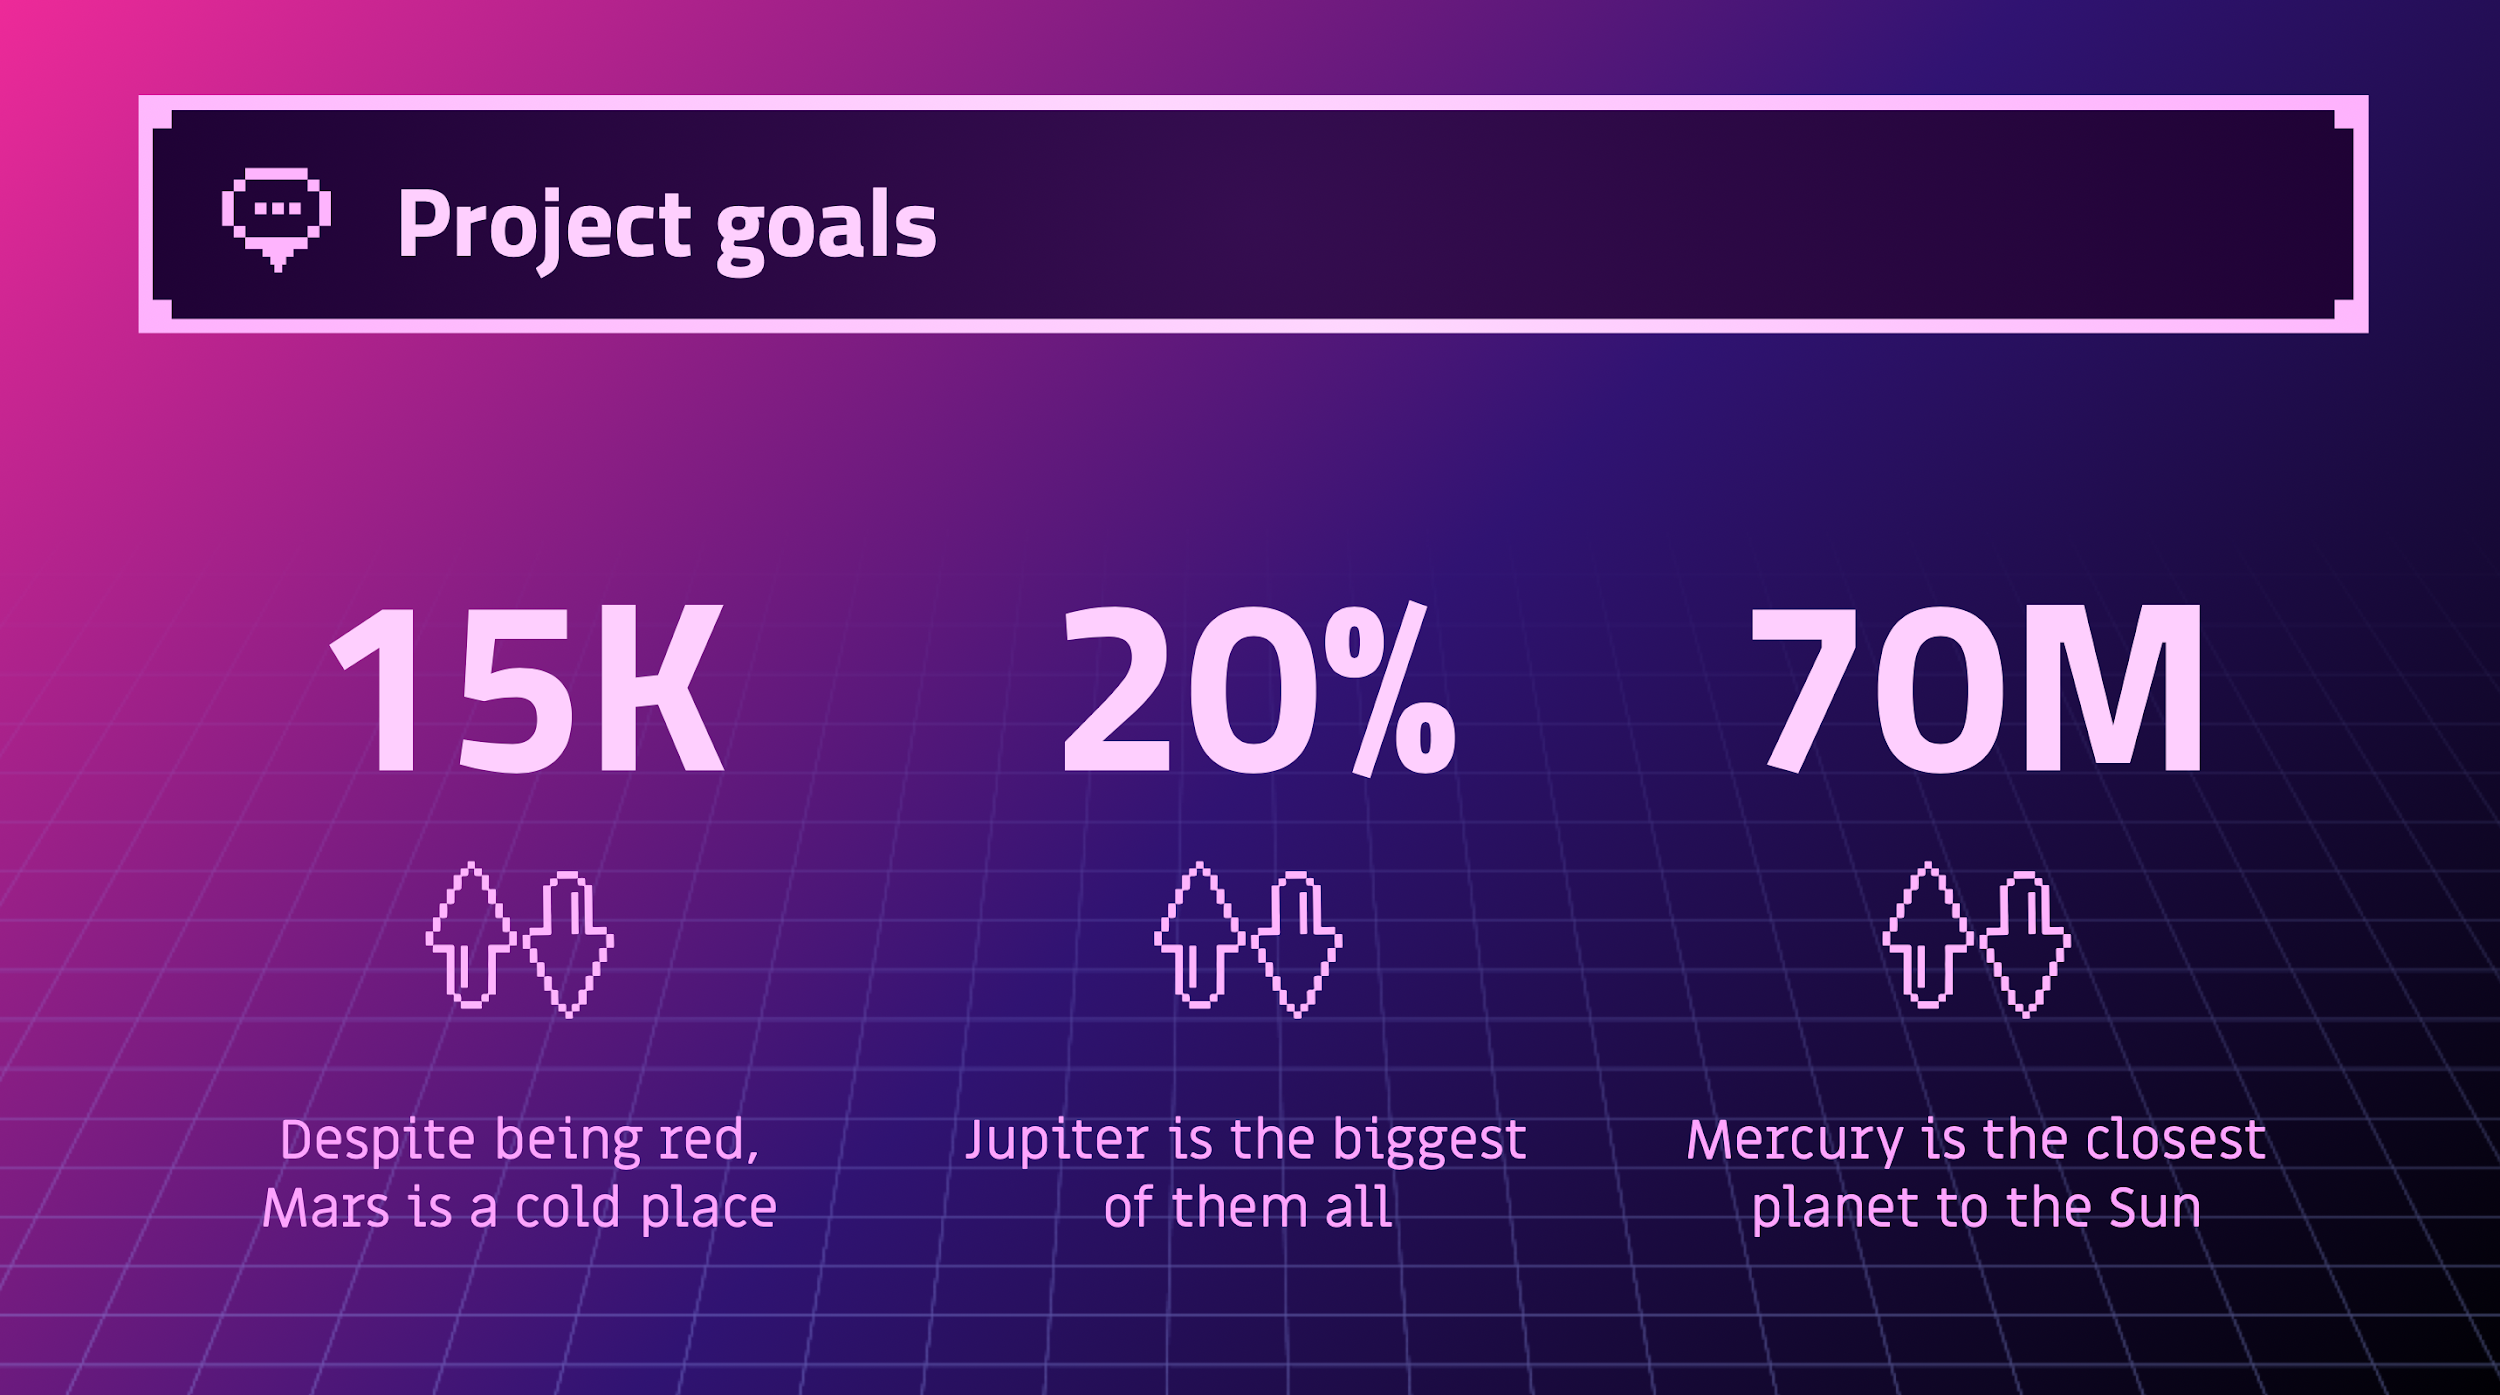 Project goals
15K
20%
70M
Despite being red,
Mars is a cold place
Jupiter is the biggest
of them all
Mercury is the closest
planet to the Sun